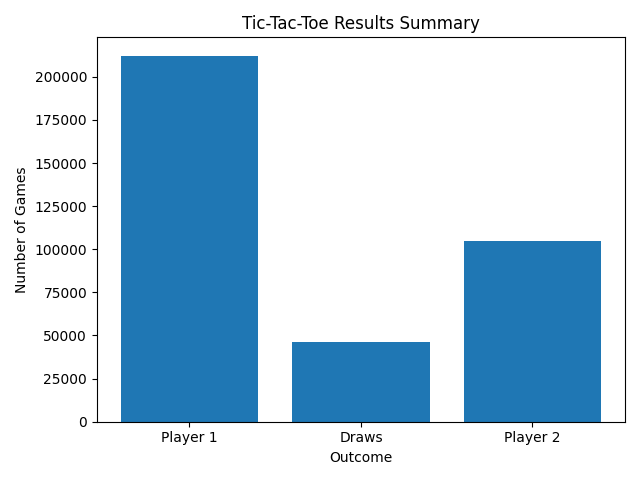 Tic-Tac-Toe Results Summary
Number of Games
200000
175000
150000
125000
100000
75000
50000
25000
0
Player 1
Draws
Player 2
Outcome